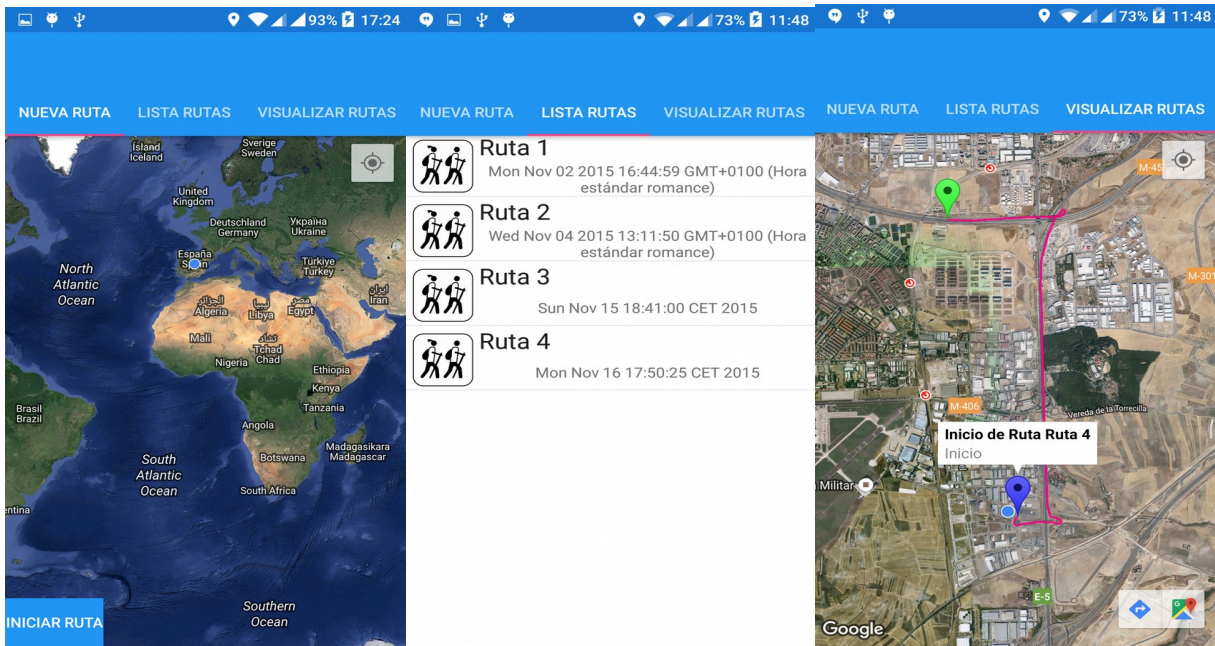 93% 17:24
NUEVA RUTA LISTA RUTAS VISUALIZAR RUTAS
Ísland
Iceland
Sverige
Sweden
United
Kingdom
Deutschland
Germany
Україна
Ukraine
España
Spain
Türkiye
Turkey
North
Atlantic
Ocean
الجزائر
Algeria
ليبيا
Libya
مصر
Egypt
ایران
Iran
Mali
تشاد
Tchad
Chad
Nigeria
Ethiopia
Kenya
Tanzania
Brasil
Brazil
Angola
Madagasikara
Madagascar
Botswana
South
Atlantic
Ocean
South Africa
entina
Southern
Ocean
INICIAR RUTA
73% 11:48
NUEVA RUTA LISTA RUTAS VISUALIZAR RUTAS
Ruta 1
Mon Nov 02 2015 16:44:59 GMT+0100 (Hora
estándar romance)
Ruta 2
Wed Nov 04 2015 13:11:50 GMT+0100 (Hora
estándar romance)
Ruta 3
Sun Nov 15 18:41:00 CET 2015
Ruta 4
Mon Nov 16 17:50:25 CET 2015
73% 11:48
NUEVA RUTA LISTA RUTAS VISUALIZAR RUTAS
M-45
M-301
M-406
Vereda de la Torrecilla
Inicio de Ruta Ruta 4
Inicio
Militar
E-5
Google